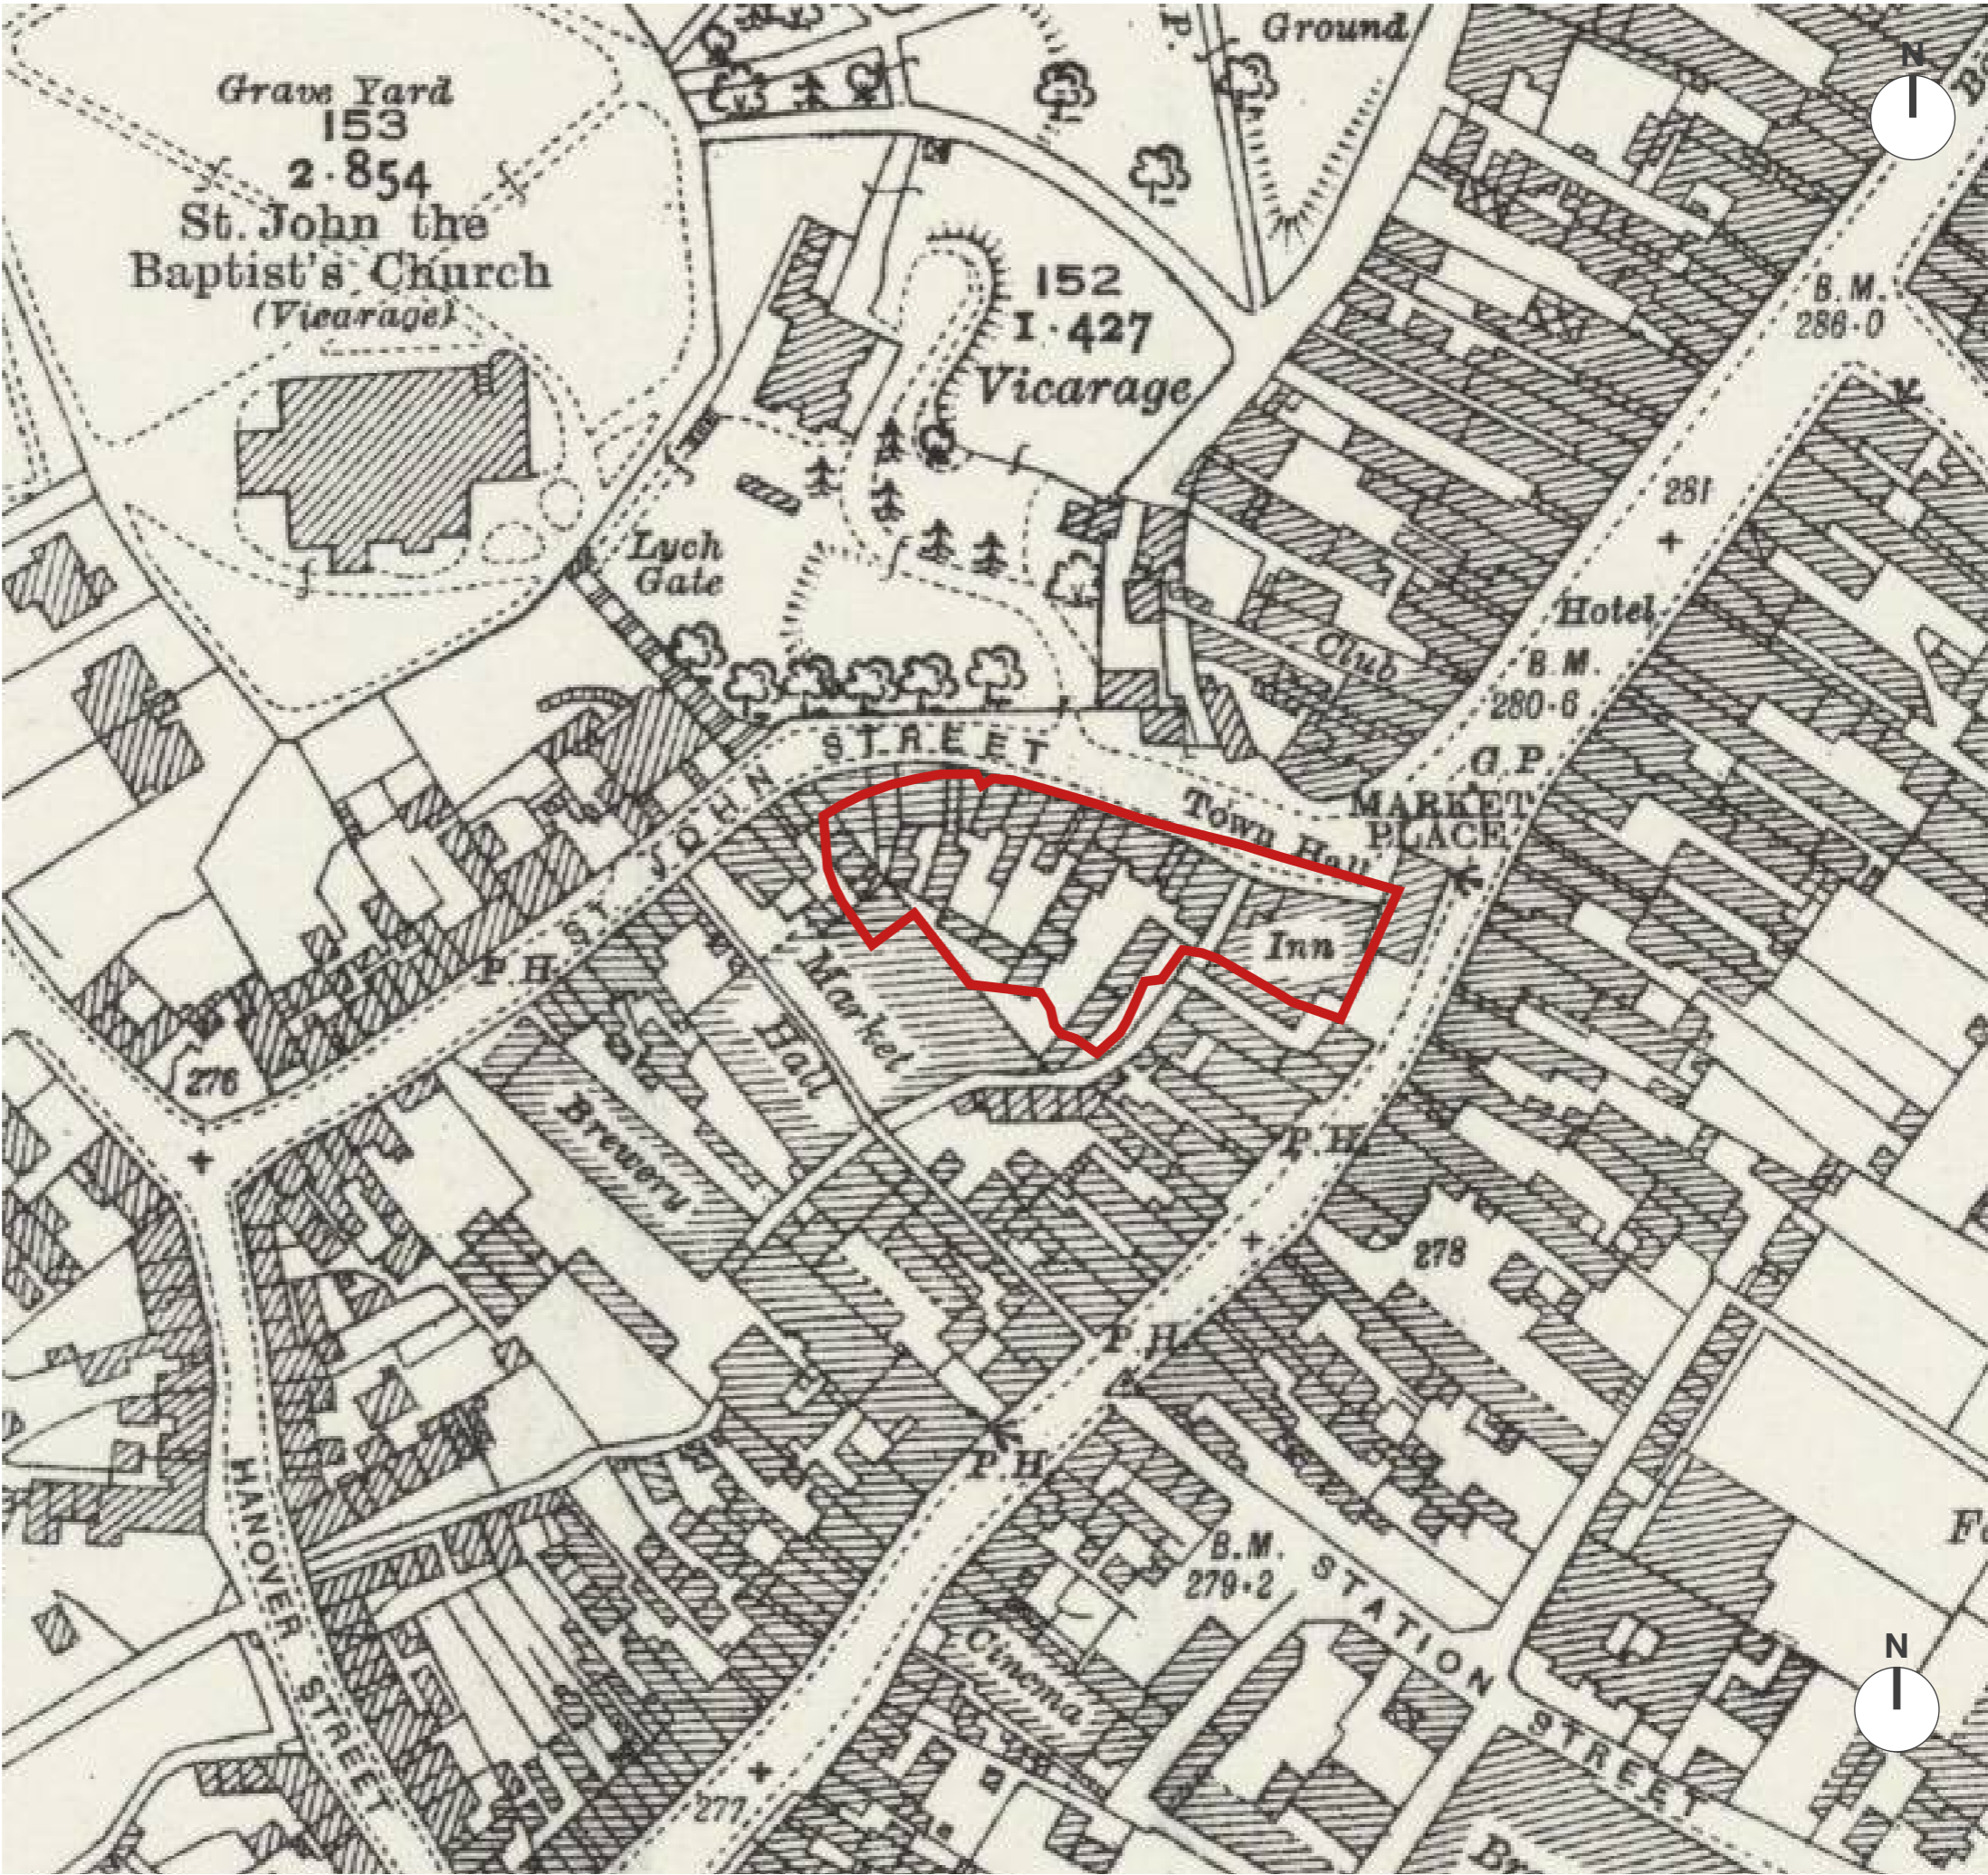 Ground
N
Grave Yard
153
2·854
St. John the
Baptist's Church
(Vicarage)
152
1·427
Vicarage
B.M.
286·0
281
Lych
Gate
Hotel
Club
B.M.
280·6
ST. JOHN STREET
G.P.
MARKET
PLACE
Town Hall
Inn
P.H.
Market
Hall
276
Brewery
P.H.
278
P.H.
P.H.
HANOVER STREET
B.M.
279·2
STATION STREET
Cinema
N
277